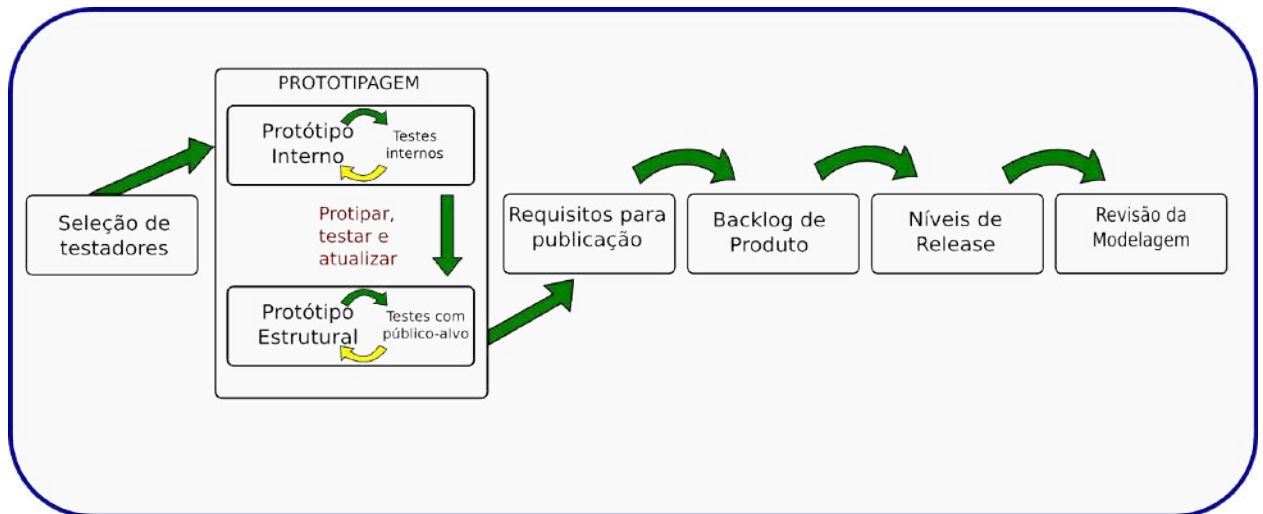 PROTOTIPAGEM
Protótipo
Interno
Testes
internos
Seleção de
testadores
Protipar,
testar e
atualizar
Protótipo
Estrutural
Testes com
público-alvo
Requisitos para
publicação
Backlog de
Produto
Níveis de
Release
Revisão da
Modelagem